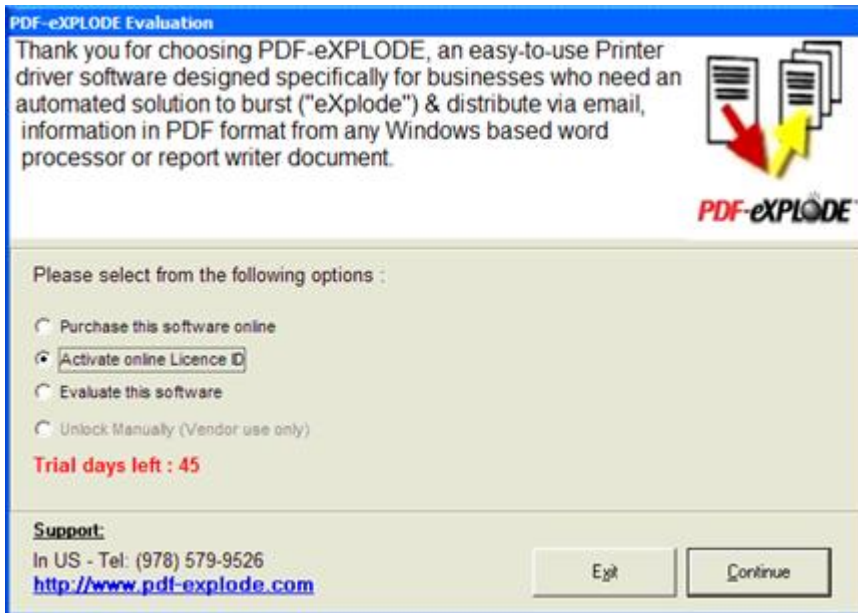 PDF-eXPLODE Evaluation
Thank you for choosing PDF-eXPLODE, an easy-to-use Printer
driver software designed specifically for businesses who need an
automated solution to burst ("eXplode") & distribute via email,
information in PDF format from any Windows based word
processor or report writer document.
PDF-eXPLODE
Please select from the following options :
Purchase this software online
Activate online Licence ID
Evaluate this software
Unlock Manually (Vendor use only)
Trial days left : 45
Support:
In US - Tel: (978) 579-9526
http://www.pdf-explode.com
Exit
Continue